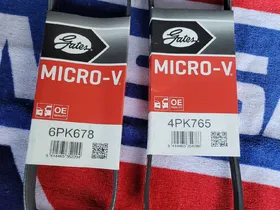 Gates
MICRO-V
OE
6PK678
Gates
MICRO-V
OE
4PK765